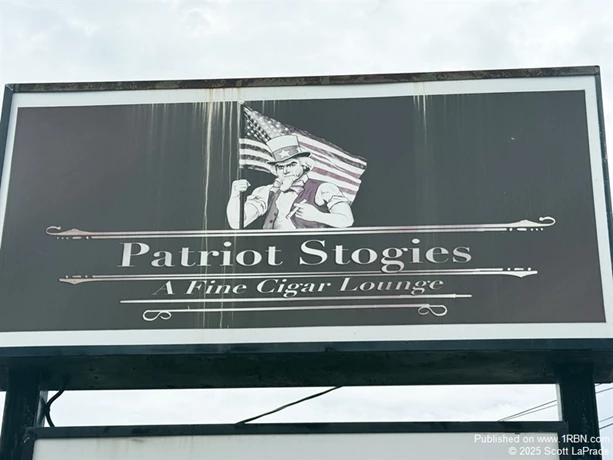 Patriot Stogies
A Fine Cigar Lounge
Published on www.1RBN.com
© 2025 Scott LaPrade